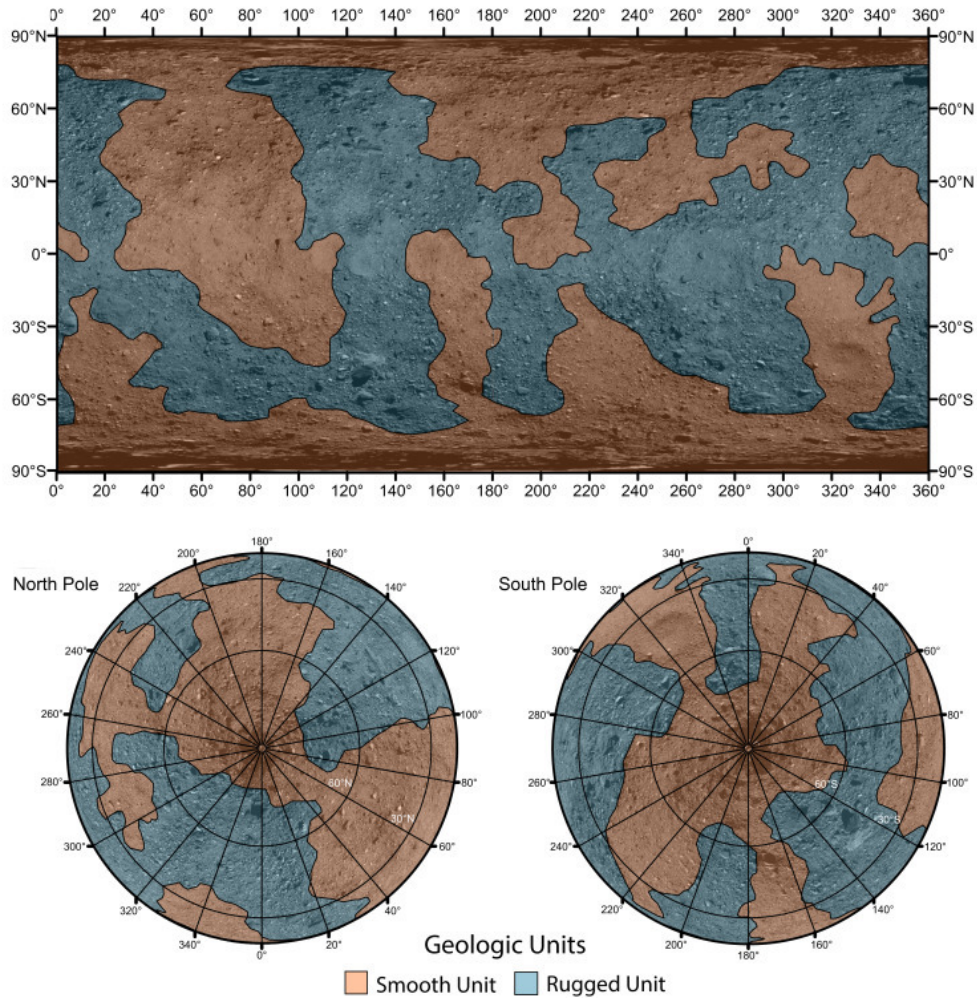 0° 20° 40° 60° 80° 100° 120° 140° 160° 180° 200° 220° 240° 260° 280° 300° 320° 340° 360°
90°N 90°N
60°N 60°N
30°N 30°N
0° 0°
30°S 30°S
60°S 60°S
90°S 90°S
0° 20° 40° 60° 80° 100° 120° 140° 160° 180° 200° 220° 240° 260° 280° 300° 320° 340° 360°
North Pole
180°
200° 160°
220° 140°
240° 120°
260° 100°
280° 80°
60°N
30°N
300° 60°
320° 40°
340° 20°
0°
South Pole
0°
340° 20°
320° 40°
300° 60°
280° 80°
260° 100°
60°S
30°S
240° 120°
220° 140°
200° 160°
180°
Geologic Units
Smooth Unit Rugged Unit